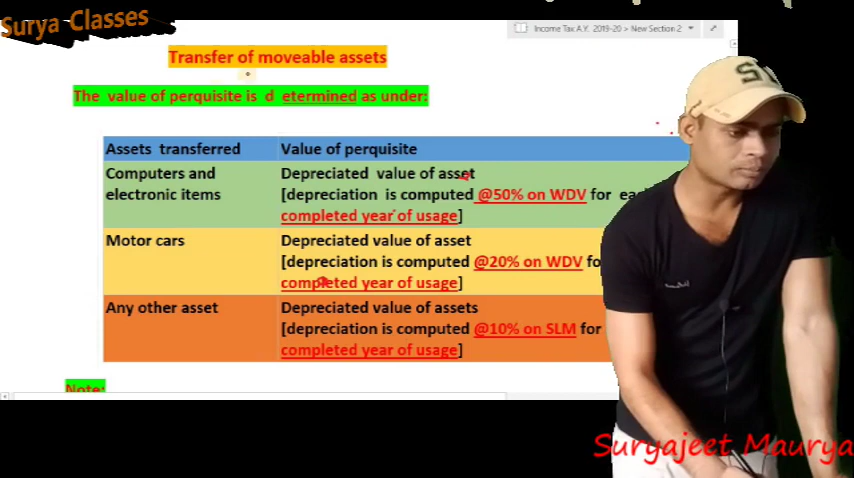 Surya Classes
Income Tax A.Y. 2019-20 > New Section 2
Transfer of moveable assets
The value of perquisite is d etermined as under:
Assets transferred Value of perquisite
Computers and Depreciated value of asset
electronic items [depreciation is computed @50% on WDV for
completed year of usage]
Motor cars Depreciated value of asset
[depreciation is computed @20% on WDV
completed year of usage]
Any other asset Depreciated value of assets
[depreciation is computed @10% on SLM for
completed year of usage]
Note:
Suryajeet Maurya